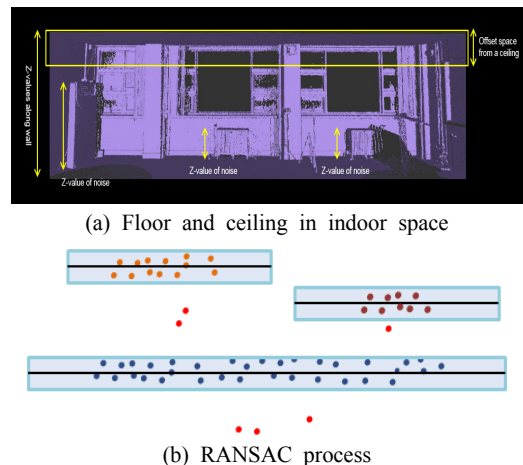 Offset space
from a ceiling
Z-values along wall
Z-value of noise
Z-value of noise
Z-value of noise
(a) Floor and ceiling in indoor space
(b) RANSAC process